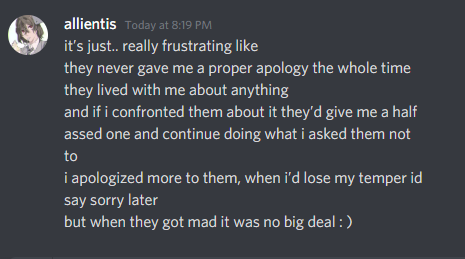 allientis Today at 8:19 PM
it's just.. really frustrating like
they never gave me a proper apology the whole time
they lived with me about anything
and if i confronted them about it they'd give me a half
assed one and continue doing what i asked them not
to
i apologized more to them, when i'd lose my temper id
say sorry later
but when they got mad it was no big deal : )